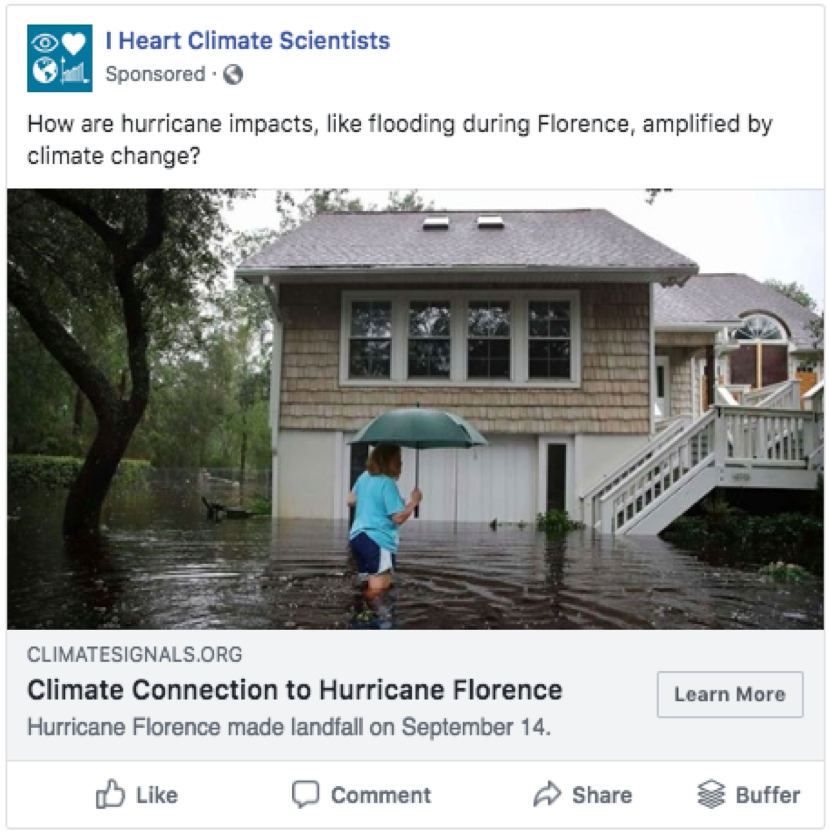 I Heart Climate Scientists
Sponsored ·
How are hurricane impacts, like flooding during Florence, amplified by
climate change?
CLIMATESIGNALS.ORG
Climate Connection to Hurricane Florence
Learn More
Hurricane Florence made landfall on September 14.
Like Comment Share Buffer